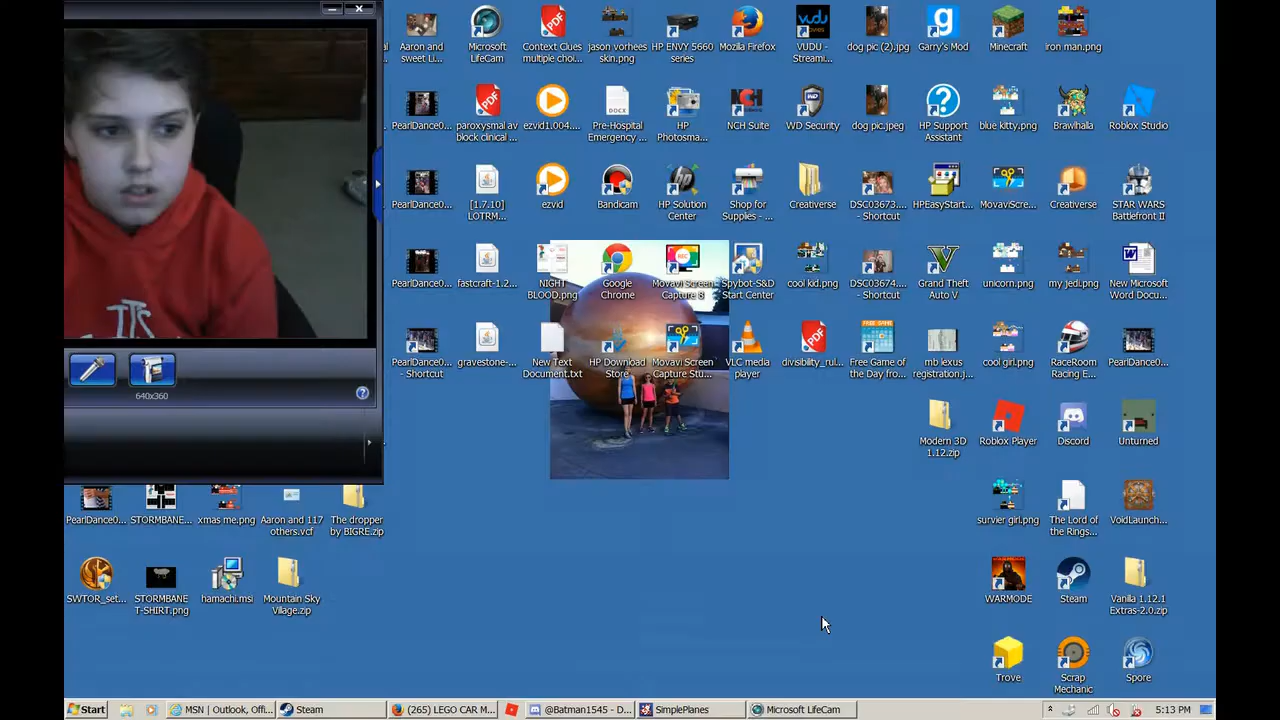 Aaron and
sweet Li...
Microsoft
LifeCam
Context Clues
multiple choi...
jason vorhees
skin.png
HP ENVY 5660
series
Mozilla Firefox
VUDU -
Streami...
dog pic (2).jpg
Garry's Mod
Minecraft
iron man.png
PearlDance0...
paroxysmal av
block clinical ...
ezvid1.004....
Pre-Hospital
Emergency ...
HP
Photosma...
NCH Suite
WD Security
dog pic.jpeg
HP Support
Assistant
blue kitty.png
Brawlhalla
Roblox Studio
PearlDance0...
[1.7.10]
LOTRM...
ezvid
Bandicam
HP Solution
Center
Shop for
Supplies - ...
Creativerse
DSC03673....
- Shortcut
HPEasyStart...
MovaviScre...
Creativerse
STAR WARS
Battlefront II
PearlDance0...
fastcraft-1.2...
NIGHT
BLOOD.png
Google
Chrome
Movavi Screen
Capture 8
Spybot-S&D
Start Center
cool kid.png
DSC03674....
- Shortcut
Grand Theft
Auto V
unicorn.png
my jedi.png
New Microsoft
Word Docu...
PearlDance0...
- Shortcut
gravestone-...
New Text
Document.txt
HP Download
Store
Movavi Screen
Capture Stu...
VLC media
player
divisibility_rul...
Free Game of
the Day fro...
mb lexus
registration.j...
cool girl.png
RaceRoom
Racing E...
PearlDance0...
640x360
Modern 3D
1.12.zip
Roblox Player
Discord
Unturned
PearlDance0...
STORMBANE...
xmas me.png
Aaron and 117
others.vcf
The dropper
by BIGRE.zip
survier girl.png
The Lord of
the Rings...
VoidLaunch...
SWTOR_set...
STORMBANE
T-SHIRT.png
hamachi.msi
Mountain Sky
Village.zip
WARMODE
Steam
Vanilla 1.12.1
Extras-2.0.zip
Trove
Scrap
Mechanic
Spore
Start
MSN | Outlook, Offi...
Steam
(265) LEGO CAR M...
@Batman1545 - D...
SimplePlanes
Microsoft LifeCam
5:13 PM